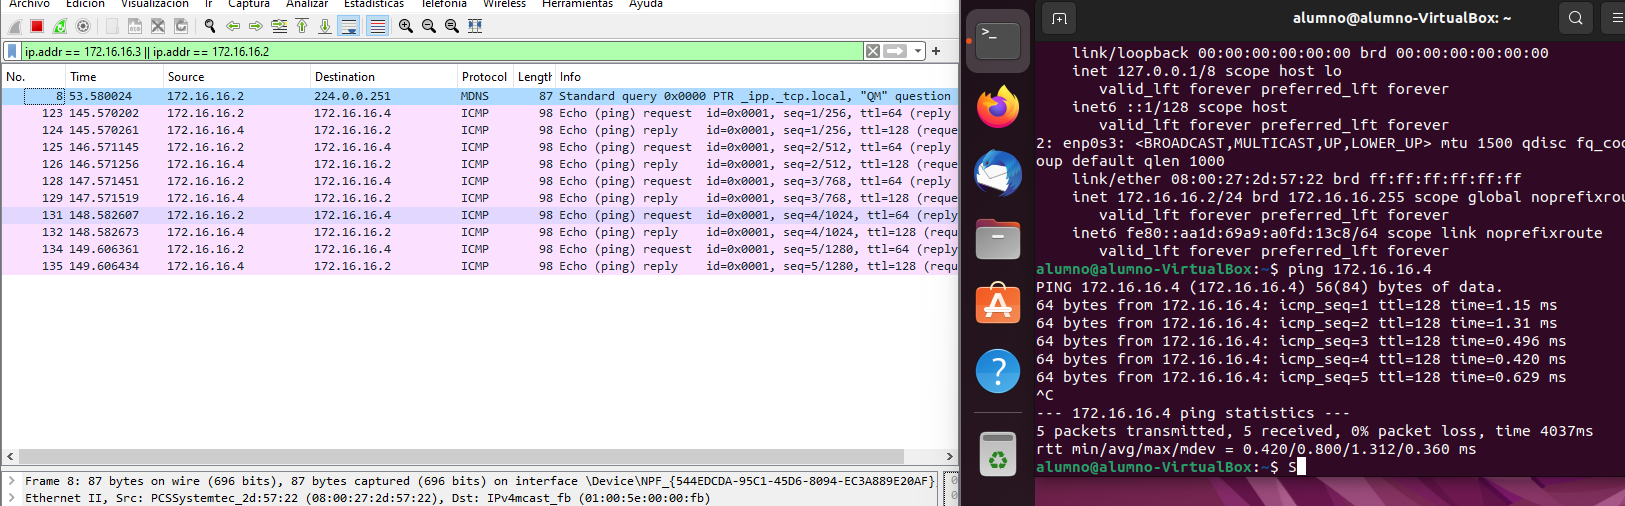 Archivo Edición Visualización Ir Captura Analizar Estadísticas Telefonía Wireless Herramientas Ayuda
ip.addr == 172.16.16.3 || ip.addr == 172.16.16.2
No. Time Source Destination Protocol Length Info
8 53.580024 172.16.16.2 224.0.0.251 MDNS 87 Standard query 0x0000 PTR _ipp._tcp.local, "QM" question
123 145.570202 172.16.16.2 172.16.16.4 ICMP 98 Echo (ping) request id=0x0001, seq=1/256, ttl=64 (reply
124 145.570261 172.16.16.4 172.16.16.2 ICMP 98 Echo (ping) reply id=0x0001, seq=1/256, ttl=128 (reque
125 146.571145 172.16.16.2 172.16.16.4 ICMP 98 Echo (ping) request id=0x0001, seq=2/512, ttl=64 (reply
126 146.571256 172.16.16.4 172.16.16.2 ICMP 98 Echo (ping) reply id=0x0001, seq=2/512, ttl=128 (reque
128 147.571451 172.16.16.2 172.16.16.4 ICMP 98 Echo (ping) request id=0x0001, seq=3/768, ttl=64 (reply
129 147.571519 172.16.16.4 172.16.16.2 ICMP 98 Echo (ping) reply id=0x0001, seq=3/768, ttl=128 (reque
131 148.582607 172.16.16.2 172.16.16.4 ICMP 98 Echo (ping) request id=0x0001, seq=4/1024, ttl=64 (reply
132 148.582673 172.16.16.4 172.16.16.2 ICMP 98 Echo (ping) reply id=0x0001, seq=4/1024, ttl=128 (requ
134 149.606361 172.16.16.2 172.16.16.4 ICMP 98 Echo (ping) request id=0x0001, seq=5/1280, ttl=64 (reply
135 149.606434 172.16.16.4 172.16.16.2 ICMP 98 Echo (ping) reply id=0x0001, seq=5/1280, ttl=128 (requ
Frame 8: 87 bytes on wire (696 bits), 87 bytes captured (696 bits) on interface \Device\NPF_{544EDCDA-95C1-45D6-8094-EC3A889E20AF}
Ethernet II, Src: PCSSystemtec_2d:57:22 (08:00:27:2d:57:22), Dst: IPv4mcast_fb (01:00:5e:00:00:fb)
alumno@alumno-VirtualBox: ~
link/loopback 00:00:00:00:00:00 brd 00:00:00:00:00:00
inet 127.0.0.1/8 scope host lo
valid_lft forever preferred_lft forever
inet6 ::1/128 scope host
valid_lft forever preferred_lft forever
2: enp0s3: <BROADCAST,MULTICAST,UP,LOWER_UP> mtu 1500 qdisc fq_cod
oup default qlen 1000
link/ether 08:00:27:2d:57:22 brd ff:ff:ff:ff:ff:ff
inet 172.16.16.2/24 brd 172.16.16.255 scope global noprefixrou
valid_lft forever preferred_lft forever
inet6 fe80::aa1d:69a9:a0fd:13c8/64 scope link noprefixroute
valid_lft forever preferred_lft forever
alumno@alumno-VirtualBox:~$ ping 172.16.16.4
PING 172.16.16.4 (172.16.16.4) 56(84) bytes of data.
64 bytes from 172.16.16.4: icmp_seq=1 ttl=128 time=1.15 ms
64 bytes from 172.16.16.4: icmp_seq=2 ttl=128 time=1.31 ms
64 bytes from 172.16.16.4: icmp_seq=3 ttl=128 time=0.496 ms
64 bytes from 172.16.16.4: icmp_seq=4 ttl=128 time=0.420 ms
64 bytes from 172.16.16.4: icmp_seq=5 ttl=128 time=0.629 ms
^C
--- 172.16.16.4 ping statistics ---
5 packets transmitted, 5 received, 0% packet loss, time 4037ms
rtt min/avg/max/mdev = 0.420/0.800/1.312/0.360 ms
alumno@alumno-VirtualBox:~$ S